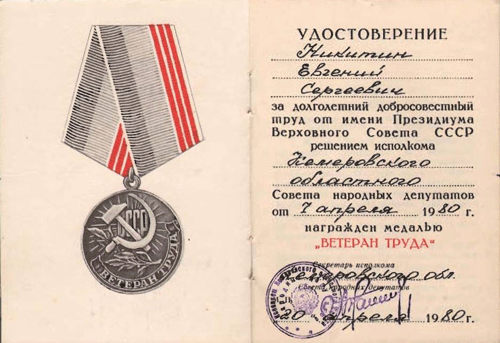 СССР
ВЕТЕРАН ТРУДА
УДОСТОВЕРЕНИЕ
Никитин
Евгений
Сергеевич
за долголетний добросовестный
труд от имени Президиума
Верховного Совета СССР
решением исполкома
Кемеровского
областного
Совета народных депутатов
от 7 апреля 1980 г.
награжден медалью
„ВЕТЕРАН ТРУДА“
Секретарь исполкома
Кемеровского обл.
Совета народных депутатов
20 апреля 1980 г.